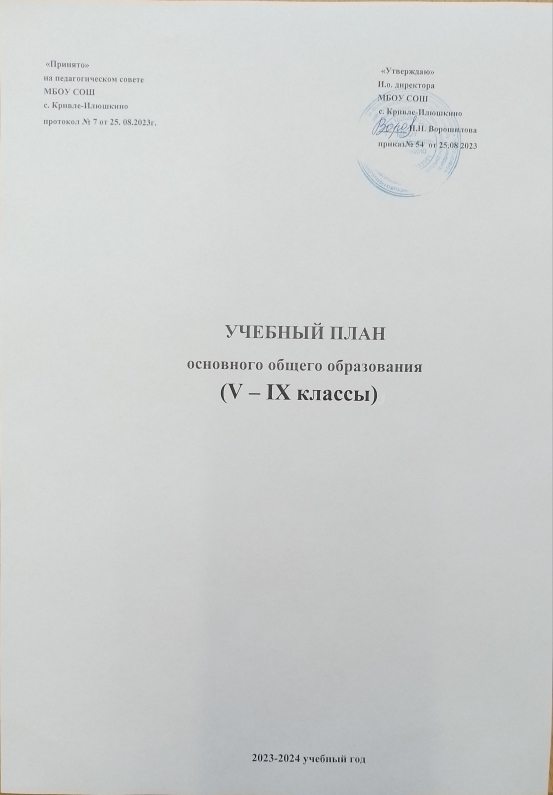 «Принято»
на педагогическом совете
МБОУ СОШ
с. Кривле-Илюшкино
протокол № 7 от 25. 08.2023г.
«Утверждаю»
И.о. директора
МБОУ СОШ
с. Кривле-Илюшкино
Ворошилова
приказ№ 54 от 25.08 2023
УЧЕБНЫЙ ПЛАН
основного общего образования
(V – IX классы)
2023-2024 учебный год